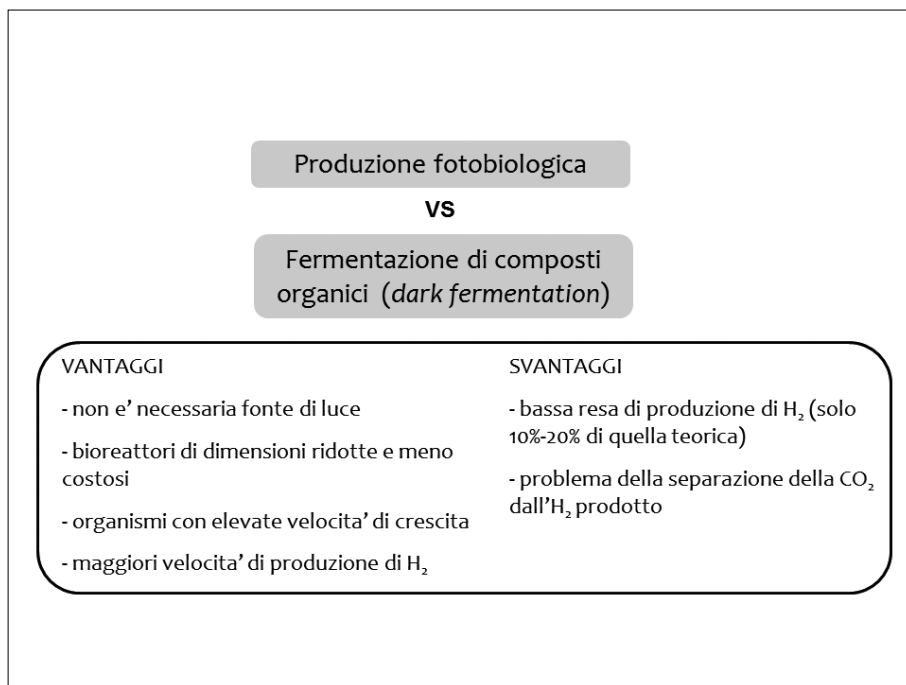 Produzione fotobiologica
VS
Fermentazione di composti
organici (dark fermentation)
VANTAGGI
- non e' necessaria fonte di luce
- bioreattori di dimensioni ridotte e meno
costosi
- organismi con elevate velocita' di crescita
- maggiori velocita' di produzione di H₂
SVANTAGGI
- bassa resa di produzione di H₂ (solo
10%-20% di quella teorica)
- problema della separazione della CO₂
dall'H₂ prodotto